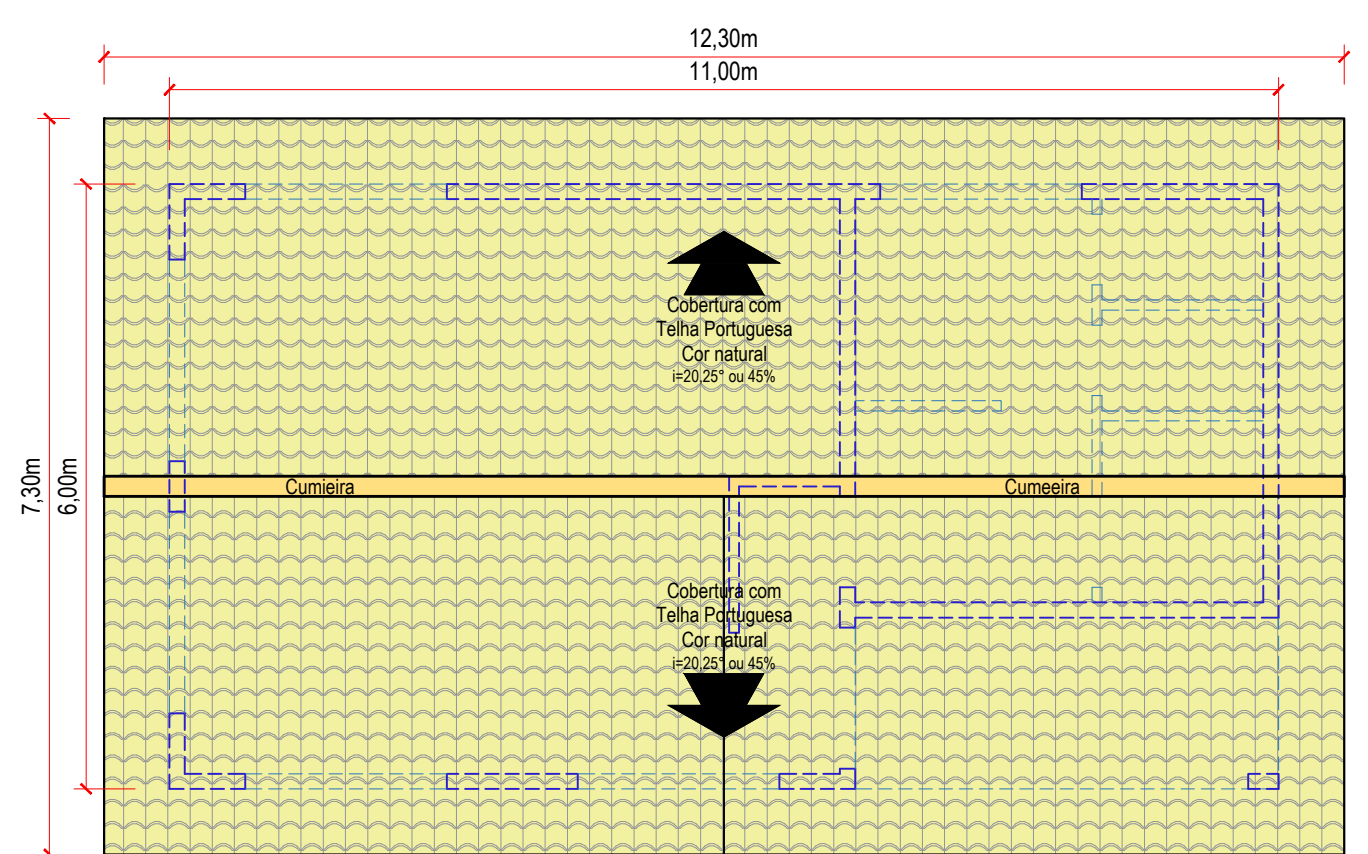 12,30m
11,00m
Cobertura com
Telha Portuguesa
Cor natural
i=20,25° ou 45%
7,30m
6,00m
Cumieira
Cumeeira
Cobertura com
Telha Portuguesa
Cor natural
i=20,25° ou 45%